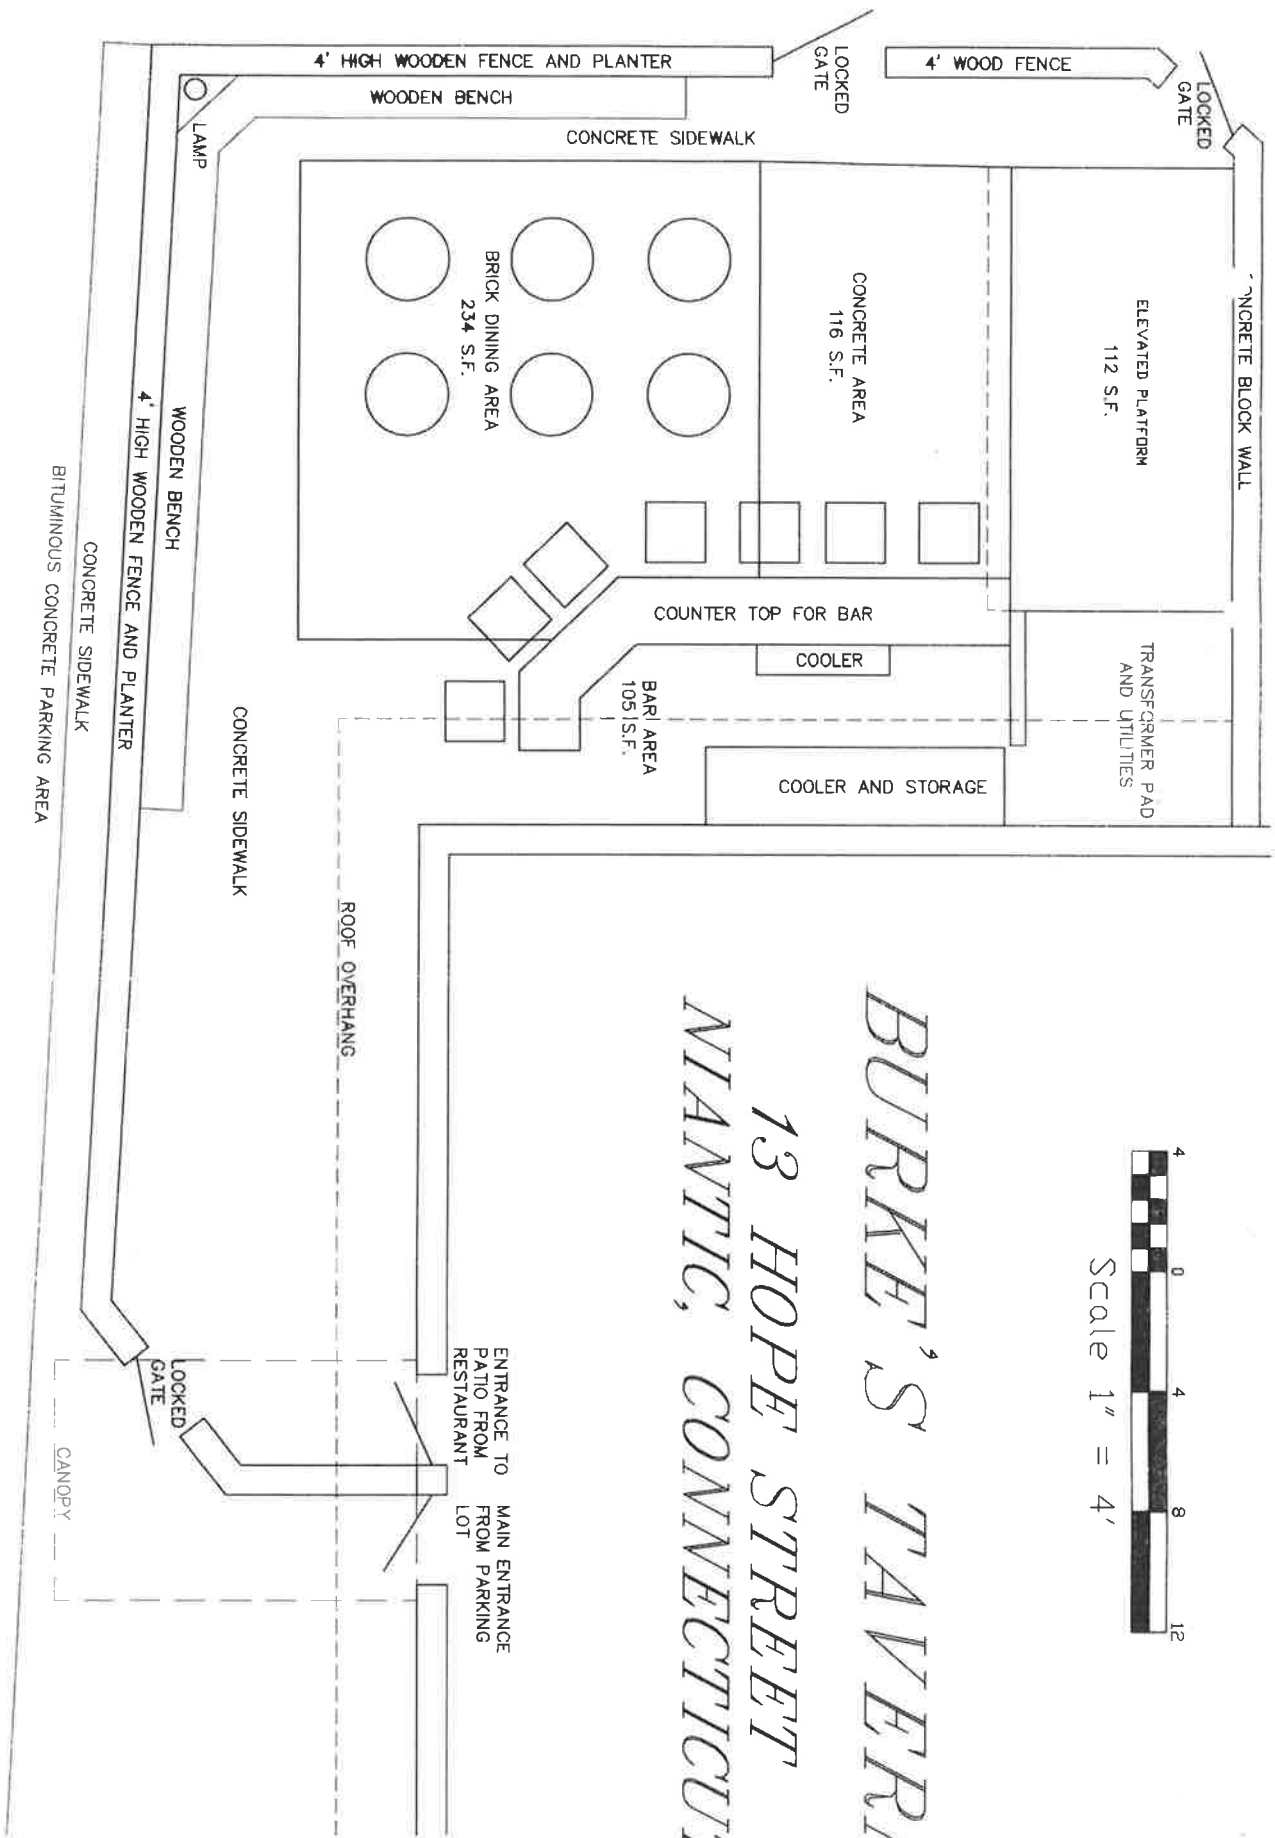 4' HIGH WOODEN FENCE AND PLANTER
WOODEN BENCH
LOCKED
GATE
4' WOOD FENCE
LOCKED
GATE
LAMP
CONCRETE SIDEWALK
BRICK DINING AREA
234 S.F.
CONCRETE AREA
116 S.F.
ELEVATED PLATFORM
112 S.F.
NCRETE BLOCK WALL
COUNTER TOP FOR BAR
COOLER
BAR AREA
105 S.F.
TRANSFORMER PAD
AND UTILITIES
COOLER AND STORAGE
WOODEN BENCH
4' HIGH WOODEN FENCE AND PLANTER
CONCRETE SIDEWALK
BITUMINOUS CONCRETE PARKING AREA
CONCRETE SIDEWALK
ROOF OVERHANG
LOCKED
GATE
CANOPY
ENTRANCE TO
PATIO FROM
RESTAURANT
MAIN ENTRANCE
FROM PARKING
LOT
BURKE'S TAVER
13 HOPE STREET
NIANTIC, CONNECTICU
4 0 4 8 12
Scale 1" = 4'